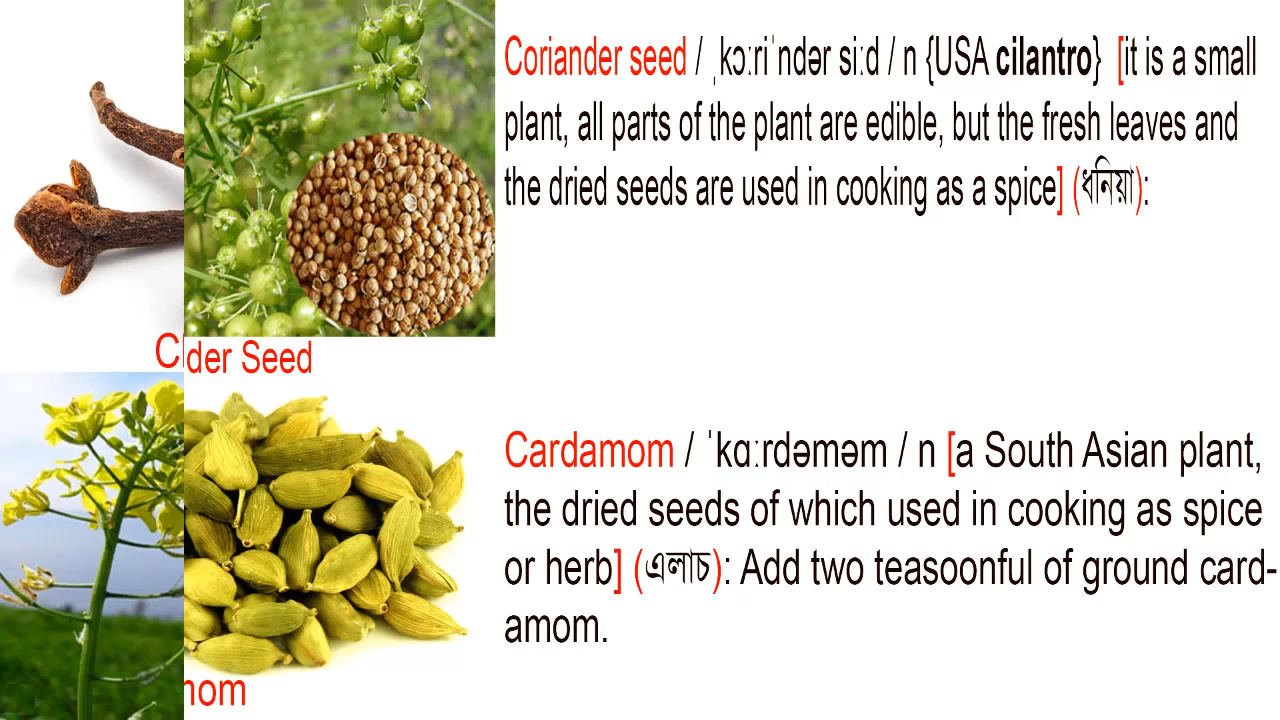 Coriander seed / ˌkɔːriˈndər siːd / n {USA cilantro} [it is a small
plant, all parts of the plant are edible, but the fresh leaves and
the dried seeds are used in cooking as a spice] (ধনিয়া):
der Seed
Cardamom / ˈkɑːrdəməm / n [a South Asian plant,
the dried seeds of which used in cooking as spice
or herb] (এলাচ): Add two teasoonful of ground card-
amom.
mom